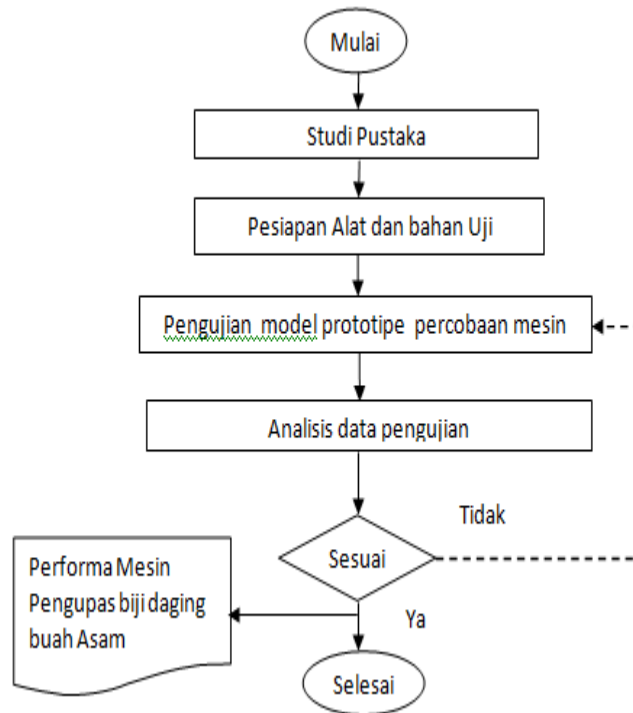 Mulai
Studi Pustaka
Pesiapan Alat dan bahan Uji
Pengujian model prototipe percobaan mesin
Analisis data pengujian
Tidak
Sesuai
Performa Mesin
Pengupas biji daging
buah Asam
Ya
Selesai